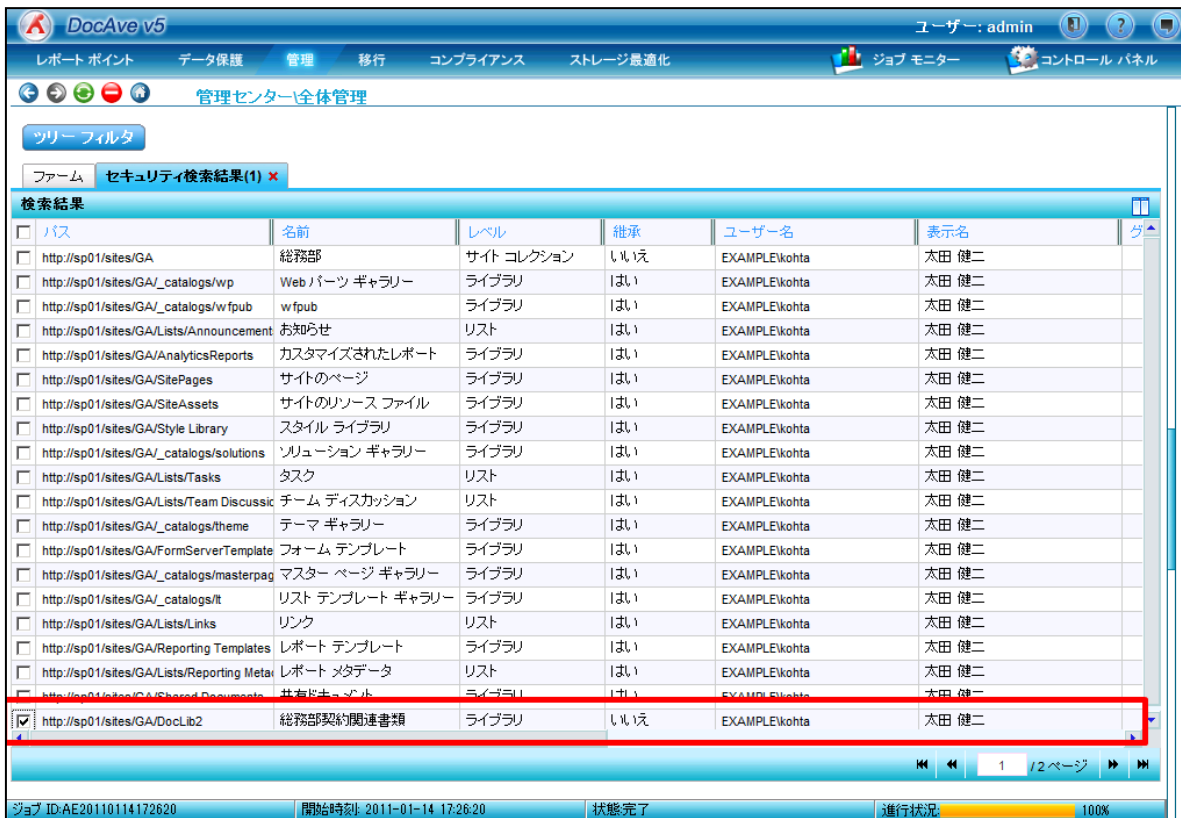 DocAve v5 ユーザー: admin
レポート ポイント データ保護 管理 移行 コンプライアンス ストレージ最適化 ジョブ モニター コントロール パネル
管理センター\全体管理
ツリー フィルタ
ファーム セキュリティ検索結果(1)
検索結果
パス 名前 レベル 継承 ユーザー名 表示名 グ
http://sp01/sites/GA 総務部 サイト コレクション いいえ EXAMPLE\kohta 太田 健二
http://sp01/sites/GA/_catalogs/wp Web パーツ ギャラリー ライブラリ はい EXAMPLE\kohta 太田 健二
http://sp01/sites/GA/_catalogs/wfpub wfpub ライブラリ はい EXAMPLE\kohta 太田 健二
http://sp01/sites/GA/Lists/Announcement お知らせ リスト はい EXAMPLE\kohta 太田 健二
http://sp01/sites/GA/AnalyticsReports カスタマイズされたレポート ライブラリ はい EXAMPLE\kohta 太田 健二
http://sp01/sites/GA/SitePages サイトのページ ライブラリ はい EXAMPLE\kohta 太田 健二
http://sp01/sites/GA/SiteAssets サイトのリソース ファイル ライブラリ はい EXAMPLE\kohta 太田 健二
http://sp01/sites/GA/Style Library スタイル ライブラリ ライブラリ はい EXAMPLE\kohta 太田 健二
http://sp01/sites/GA/_catalogs/solutions ソリューション ギャラリー ライブラリ はい EXAMPLE\kohta 太田 健二
http://sp01/sites/GA/Lists/Tasks タスク リスト はい EXAMPLE\kohta 太田 健二
http://sp01/sites/GA/Lists/Team Discussic チーム ディスカッション リスト はい EXAMPLE\kohta 太田 健二
http://sp01/sites/GA/_catalogs/theme テーマ ギャラリー ライブラリ はい EXAMPLE\kohta 太田 健二
http://sp01/sites/GA/FormServerTemplate フォーム テンプレート ライブラリ はい EXAMPLE\kohta 太田 健二
http://sp01/sites/GA/_catalogs/masterpag マスター ページ ギャラリー ライブラリ はい EXAMPLE\kohta 太田 健二
http://sp01/sites/GA/_catalogs/lt リスト テンプレート ギャラリー ライブラリ はい EXAMPLE\kohta 太田 健二
http://sp01/sites/GA/Lists/Links リンク リスト はい EXAMPLE\kohta 太田 健二
http://sp01/sites/GA/Reporting Templates レポート テンプレート ライブラリ はい EXAMPLE\kohta 太田 健二
http://sp01/sites/GA/Lists/Reporting Meta レポート メタデータ リスト はい EXAMPLE\kohta 太田 健二
http://sp01/sites/GA/Shared Documents 共有ドキュメント ライブラリ はい EXAMPLE\kohta 太田 健二
http://sp01/sites/GA/DocLib2 総務部契約関連書類 ライブラリ いいえ EXAMPLE\kohta 太田 健二
1 / 2 ページ
ジョブ ID:AE20110114172620 開始時刻: 2011-01-14 17:26:20 状態:完了 進行状況: 100%